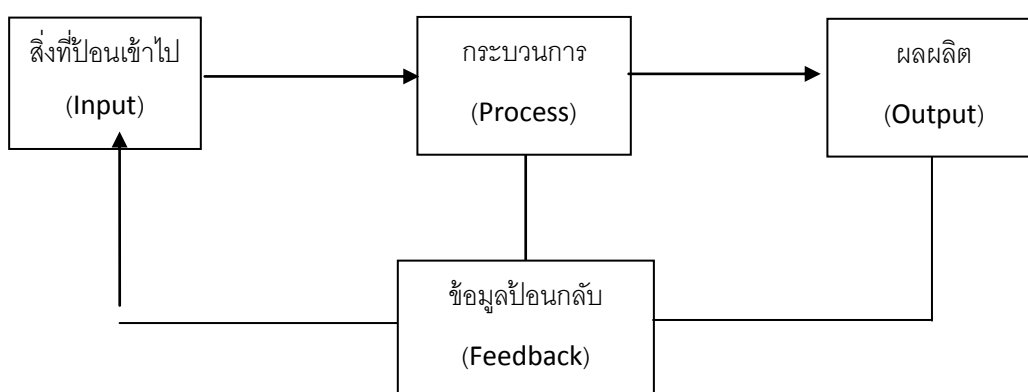 สิ่งที่ป้อนเข้าไป
(Input)
กระบวนการ
(Process)
ผลผลิต
(Output)
ข้อมูลป้อนกลับ
(Feedback)